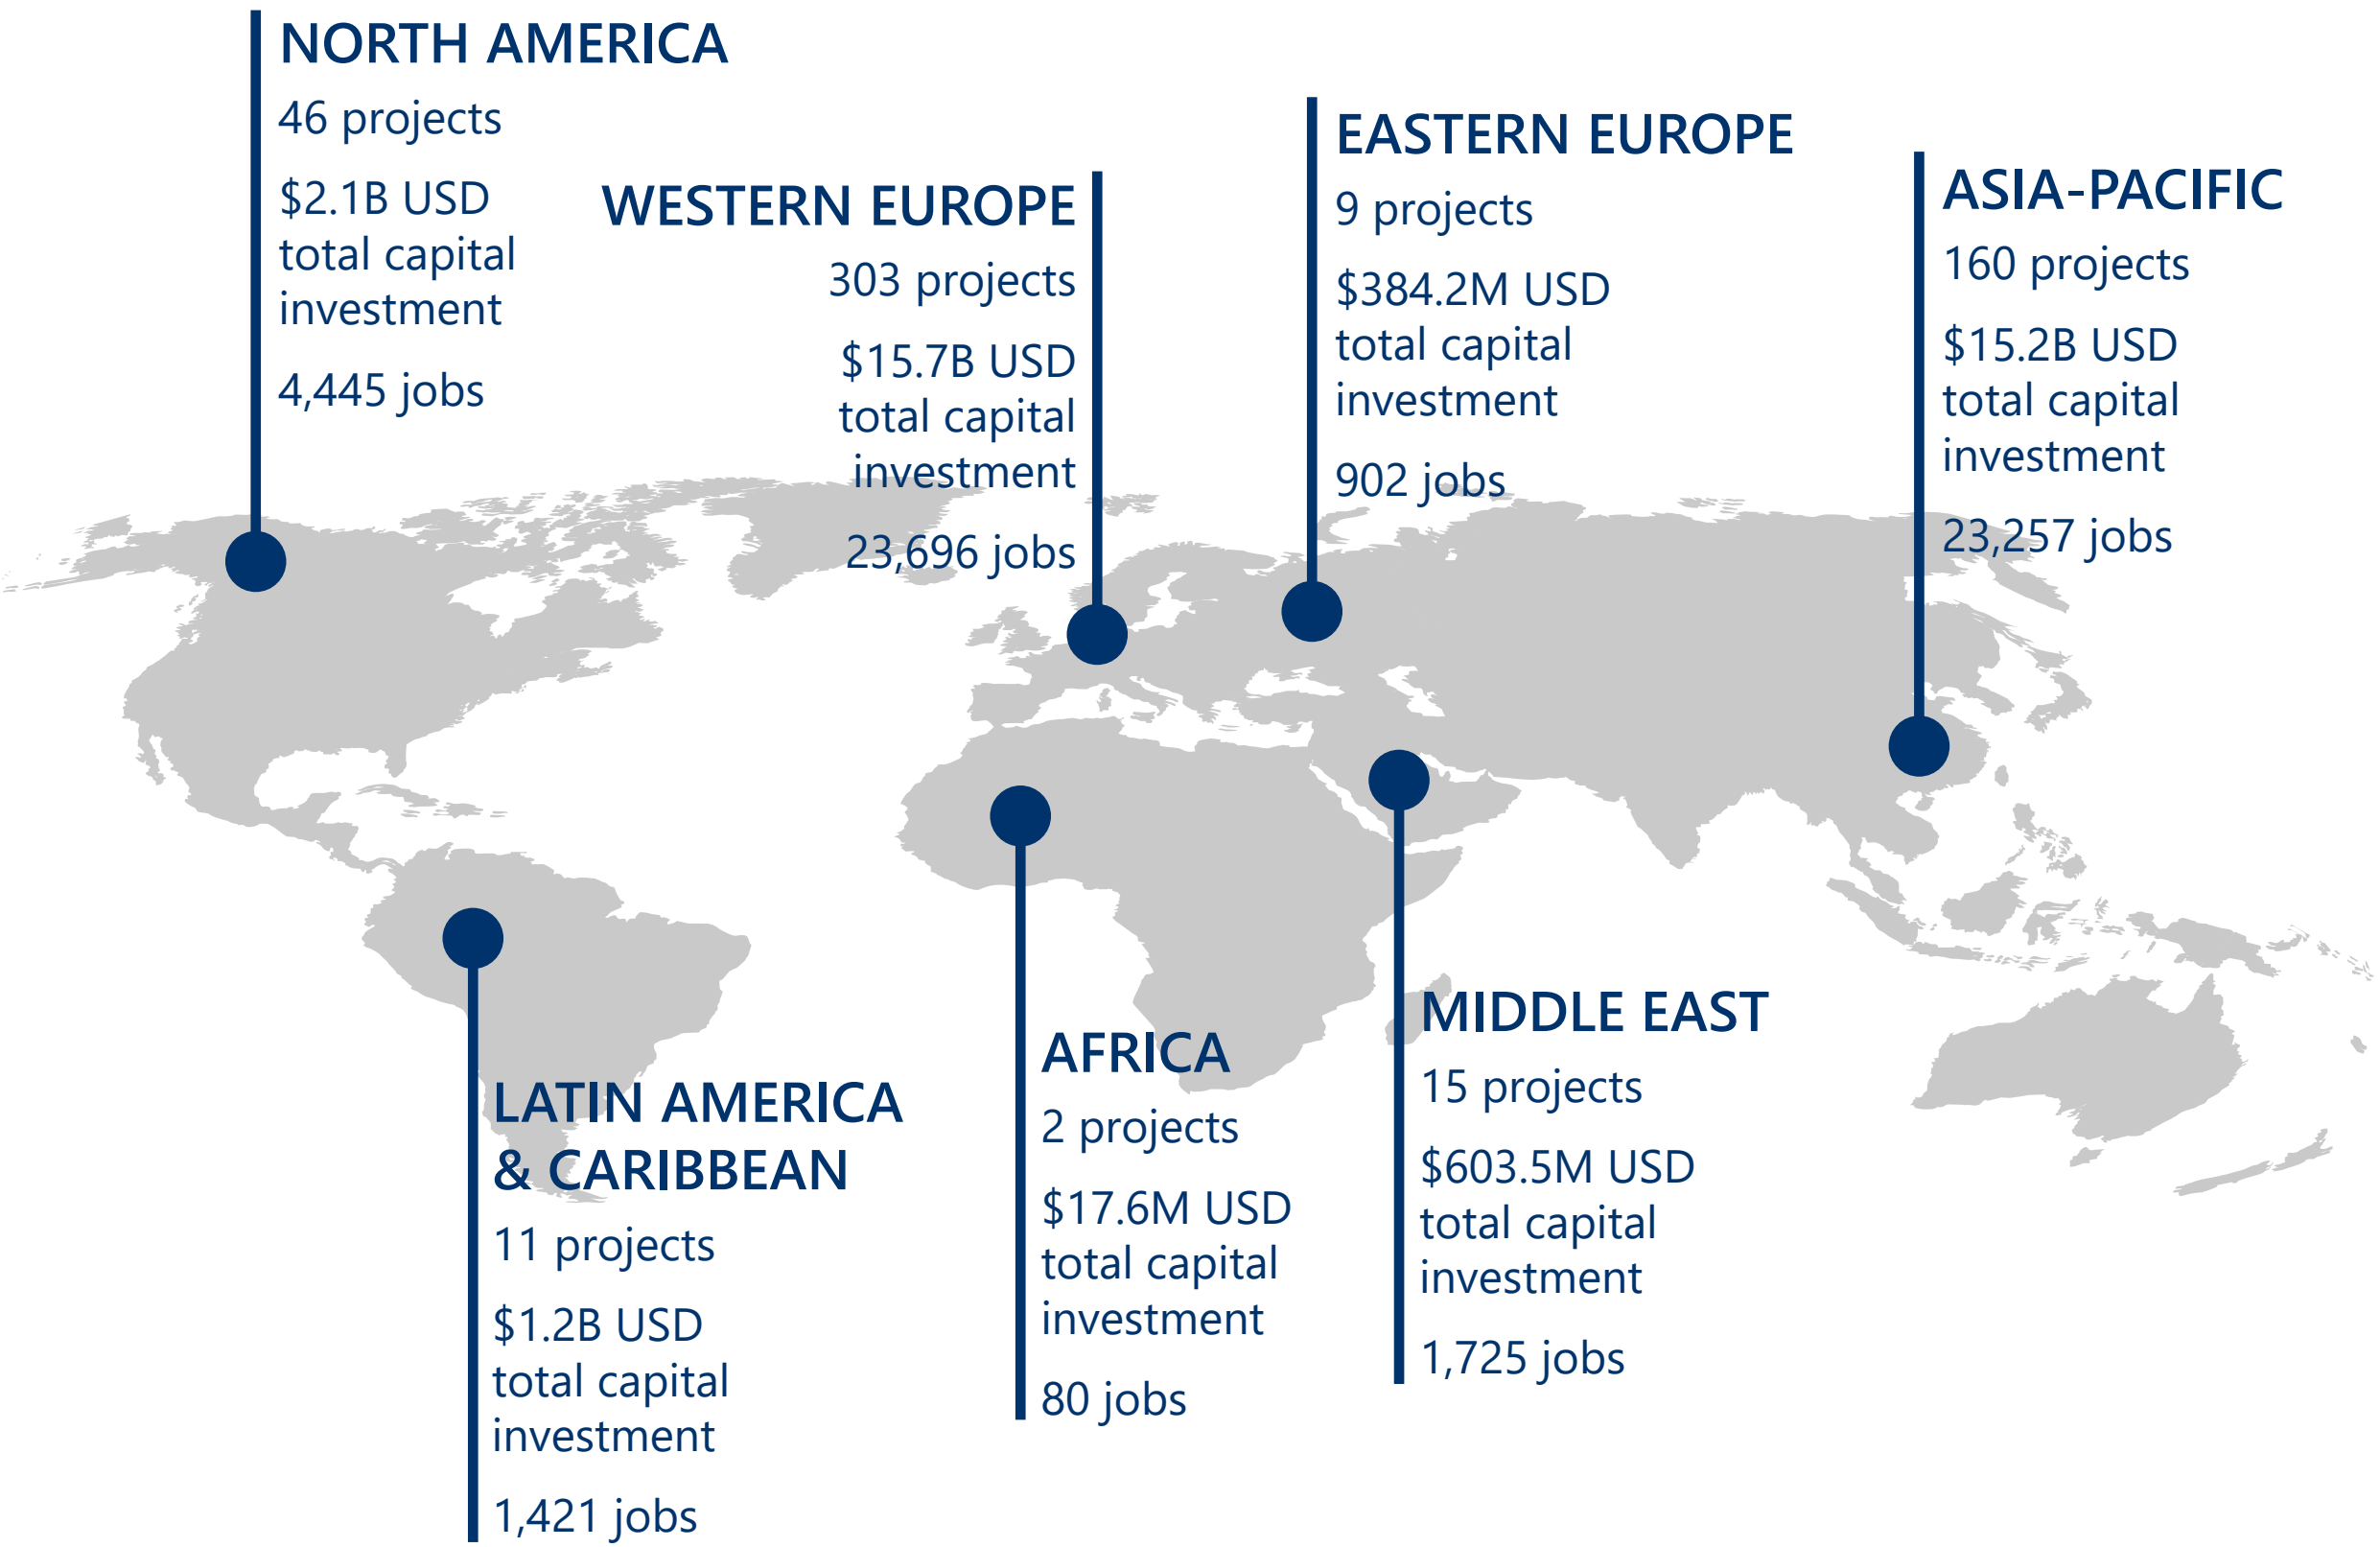 NORTH AMERICA
46 projects
$2.1B USD
total capital
investment
4,445 jobs
WESTERN EUROPE
303 projects
$15.7B USD
total capital
investment
23,696 jobs
EASTERN EUROPE
9 projects
$384.2M USD
total capital
investment
902 jobs
ASIA-PACIFIC
160 projects
$15.2B USD
total capital
investment
23,257 jobs
LATIN AMERICA
& CARIBBEAN
11 projects
$1.2B USD
total capital
investment
1,421 jobs
AFRICA
2 projects
$17.6M USD
total capital
investment
80 jobs
MIDDLE EAST
15 projects
$603.5M USD
total capital
investment
1,725 jobs